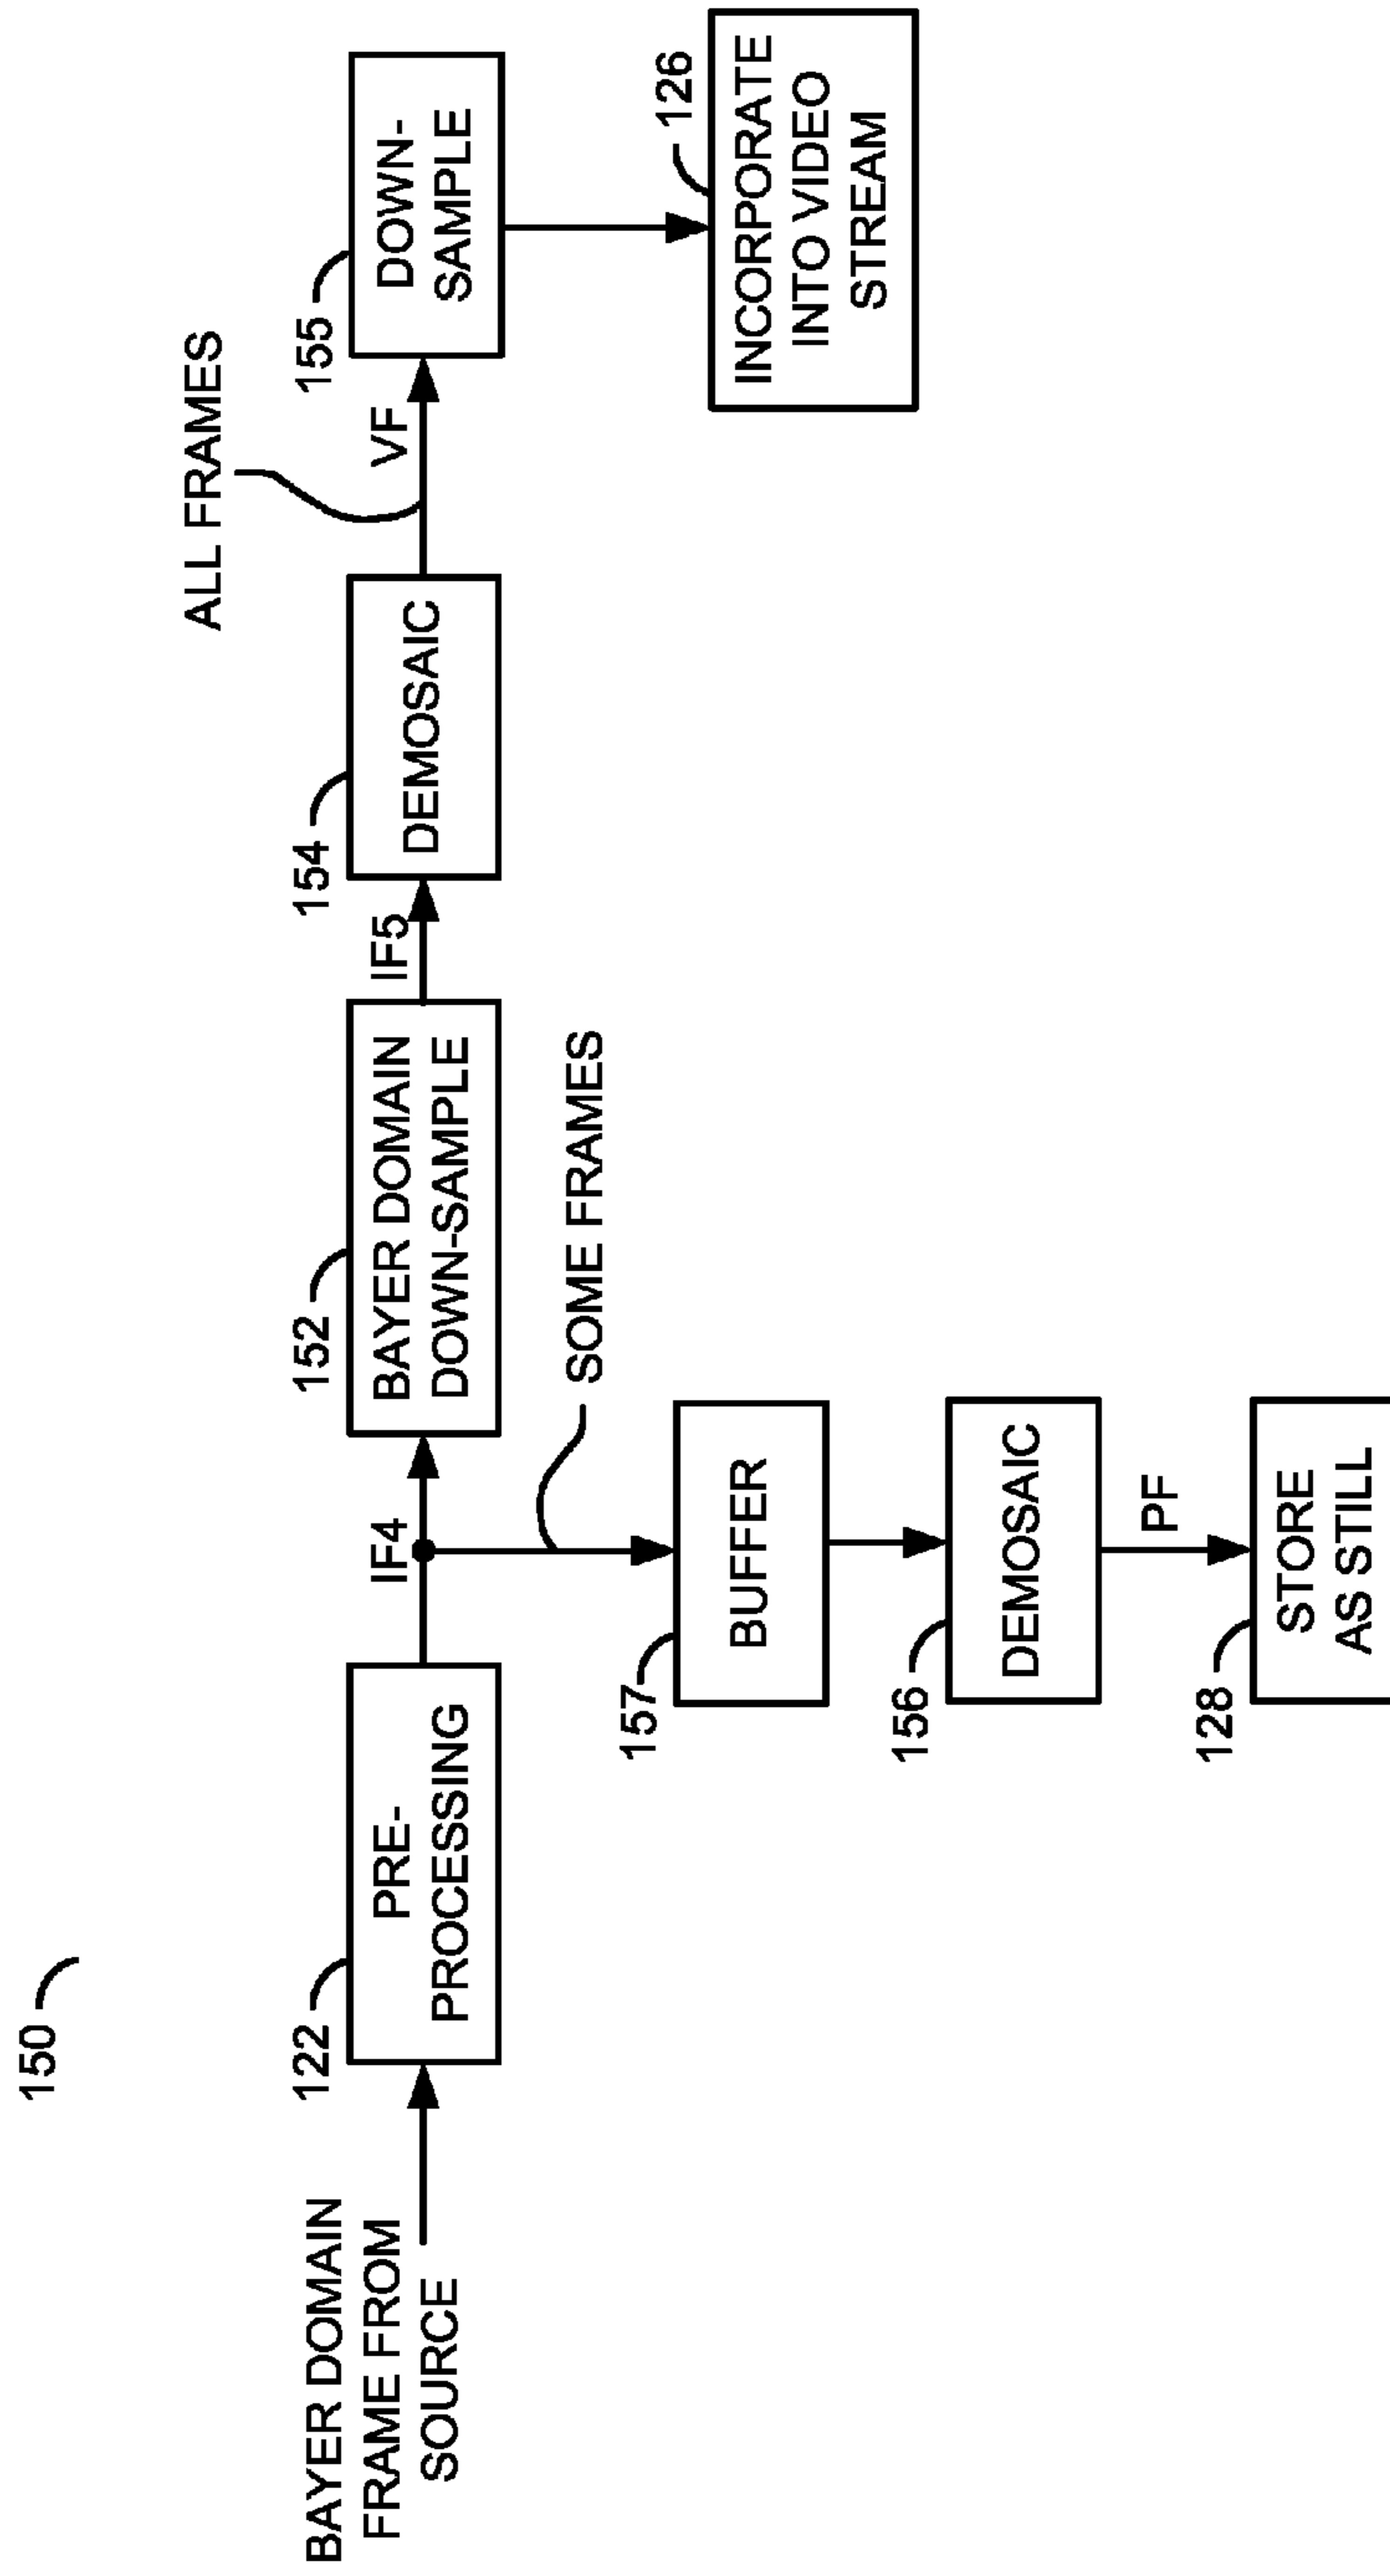 150
BAYER DOMAIN
FRAME FROM
SOURCE
122
PRE-
PROCESSING
IF4
152
BAYER DOMAIN
DOWN-SAMPLE
IF5
154
DEMOSAIC
ALL FRAMES
VF
155
DOWN-
SAMPLE
126
INCORPORATE
INTO VIDEO
STREAM
SOME FRAMES
157
BUFFER
156
DEMOSAIC
PF
128
STORE
AS STILL